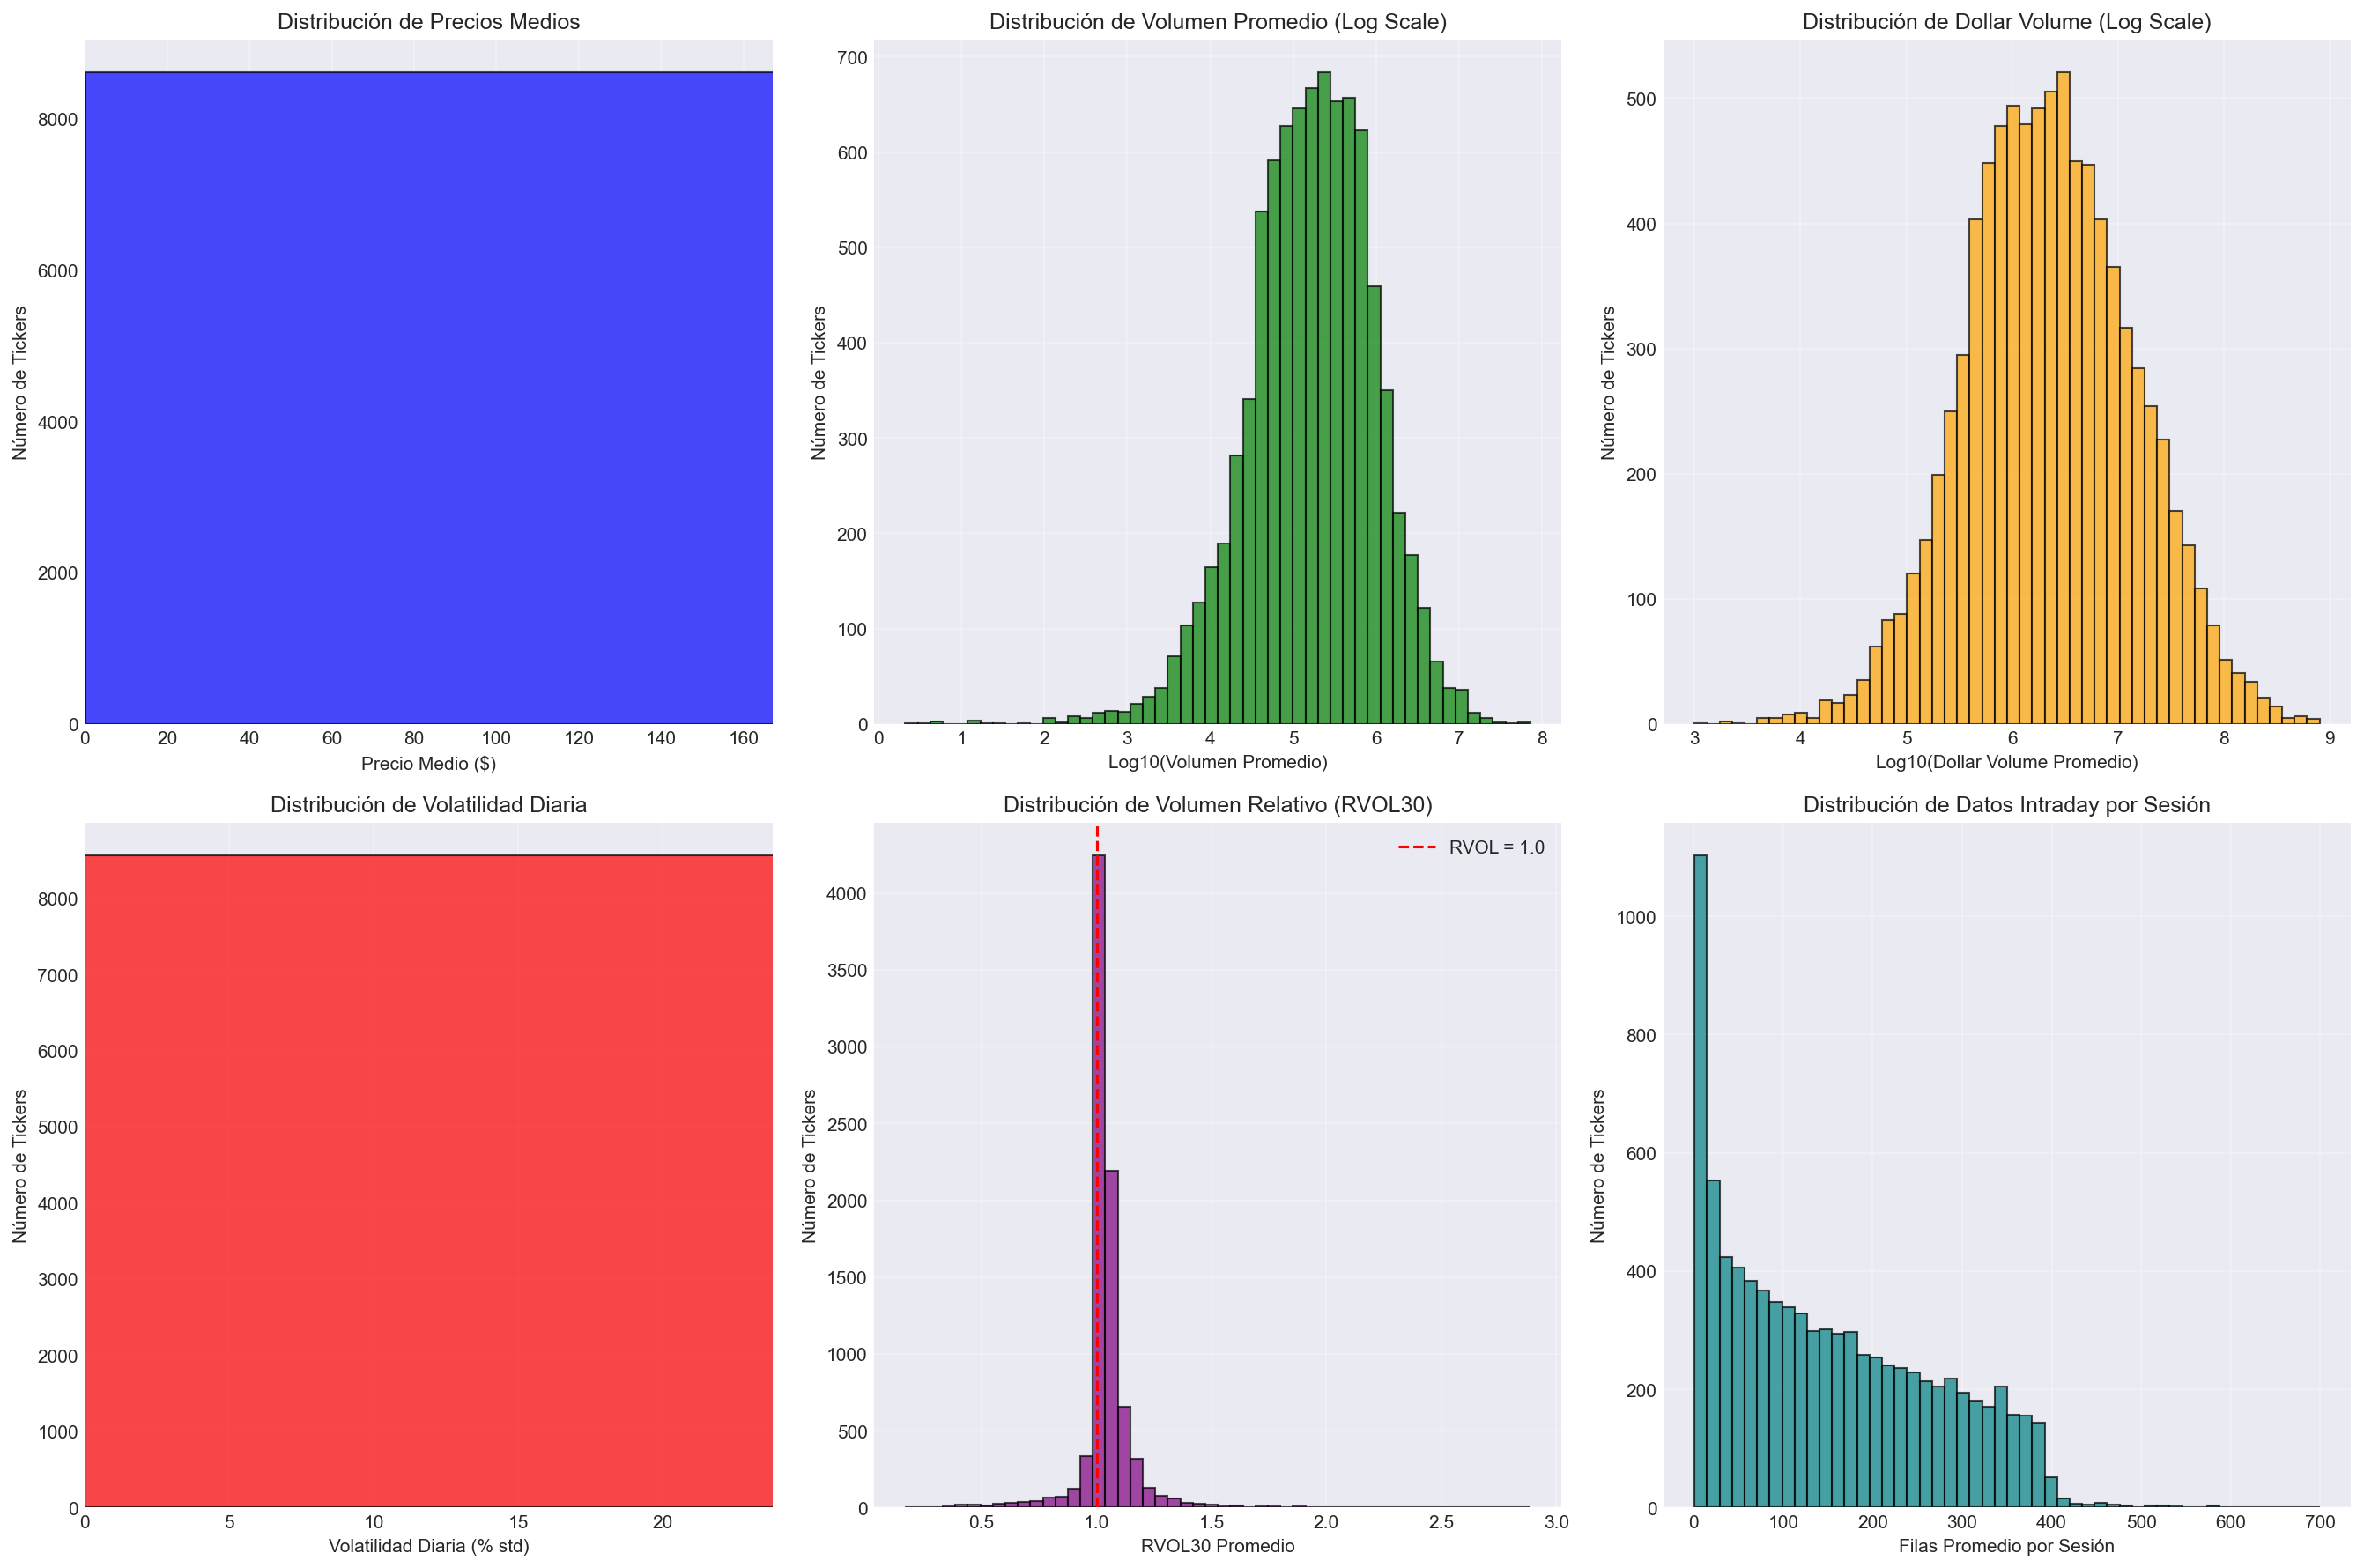 Distribución de Precios Medios
Número de Tickers
8000
6000
4000
2000
0
0 20 40 60 80 100 120 140 160
Precio Medio ($)
Distribución de Volumen Promedio (Log Scale)
Número de Tickers
700
600
500
400
300
200
100
0
0 1 2 3 4 5 6 7 8
Log10(Volumen Promedio)
Distribución de Dollar Volume (Log Scale)
Número de Tickers
500
400
300
200
100
0
3 4 5 6 7 8 9
Log10(Dollar Volume Promedio)
Distribución de Volatilidad Diaria
Número de Tickers
8000
7000
6000
5000
4000
3000
2000
1000
0
0 5 10 15 20
Volatilidad Diaria (% std)
Distribución de Volumen Relativo (RVOL30)
RVOL = 1.0
Número de Tickers
4000
3500
3000
2500
2000
1500
1000
500
0
0.5 1.0 1.5 2.0 2.5 3.0
RVOL30 Promedio
Distribución de Datos Intraday por Sesión
Número de Tickers
1000
800
600
400
200
0
0 100 200 300 400 500 600 700
Filas Promedio por Sesión